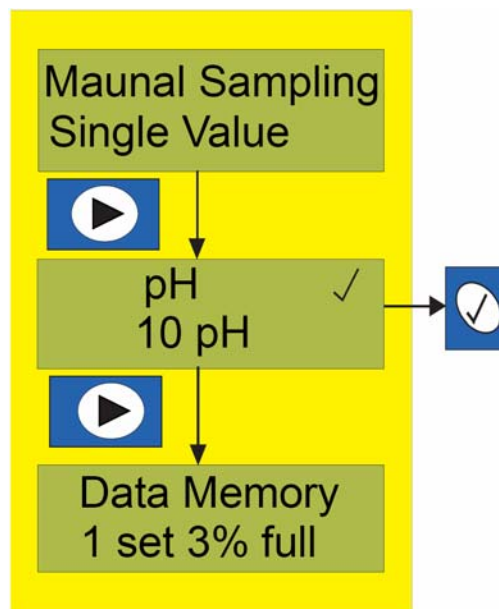 Maunal Sampling
Single Value
pH ✓
10 pH
Data Memory
1 set 3% full